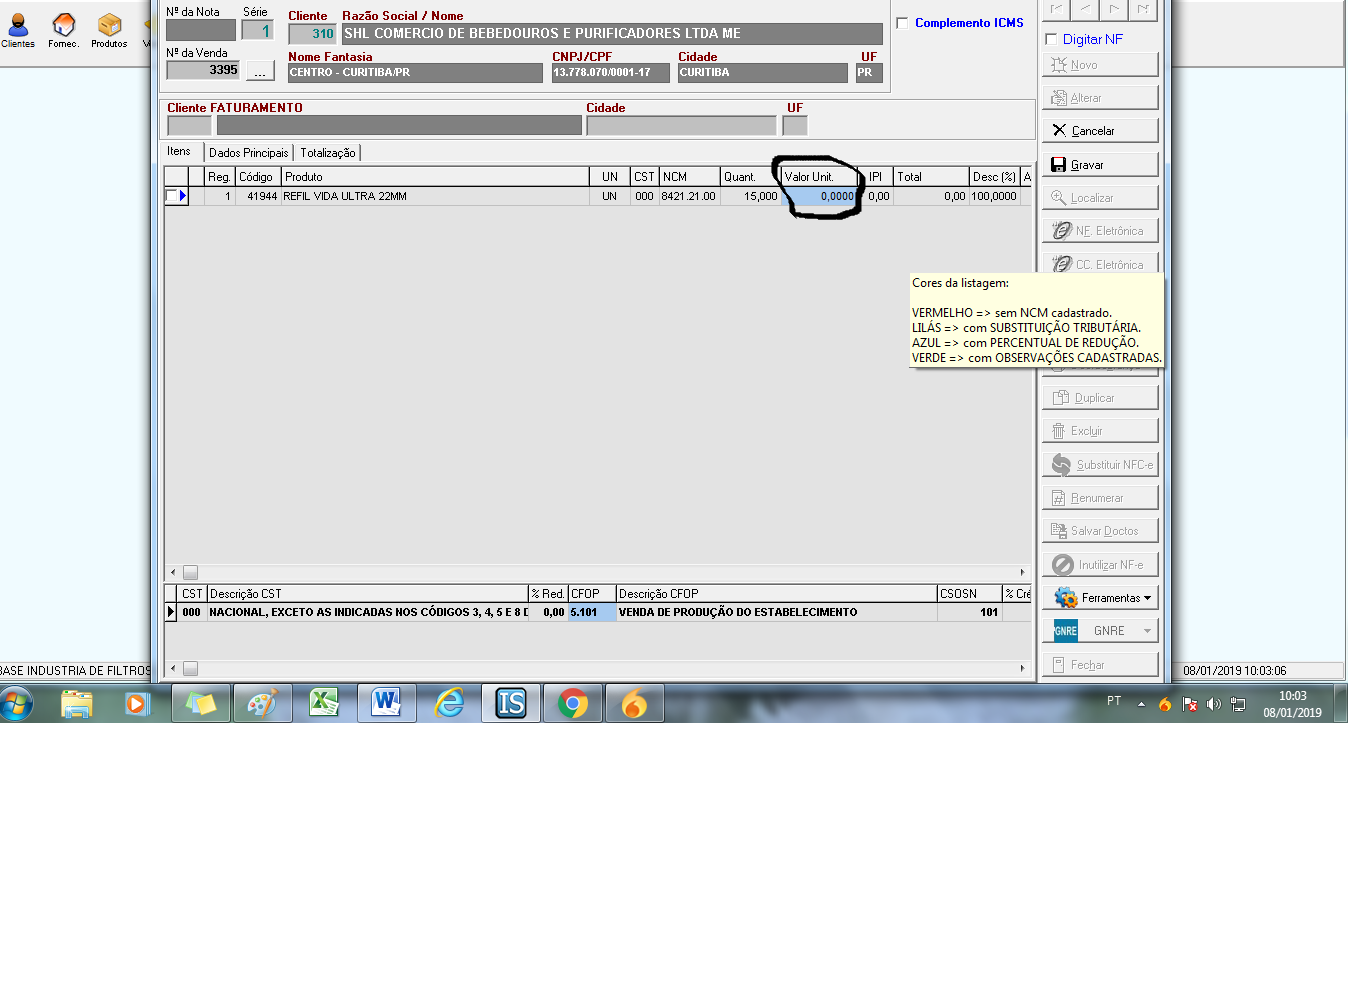 Nº da Nota Série Cliente Razão Social / Nome
1 310 SHL COMERCIO DE BEBEDOUROS E PURIFICADORES LTDA ME
Complemento ICMS
Nº da Venda Nome Fantasia CNPJ/CPF Cidade UF
3395 ... CENTRO - CURITIBA/PR 13.778.070/0001-17 CURITIBA PR
Clientes Fornec. Produtos
Cliente FATURAMENTO Cidade UF
Itens Dados Principais Totalização
Reg. Código Produto UN CST NCM Quant. Valor Unit. IPI Total Desc (%) A
1 41944 REFIL VIDA ULTRA 22MM UN 000 8421.21.00 15,000 0,0000 0,00 0,00 100,0000
Digitar NF
Novo
Alterar
Cancelar
Gravar
Localizar
NF. Eletrônica
CC. Eletrônica
Cores da listagem:
VERMELHO => sem NCM cadastrado.
LILÁS => com SUBSTITUIÇÃO TRIBUTÁRIA.
AZUL => com PERCENTUAL DE REDUÇÃO.
VERDE => com OBSERVAÇÕES CADASTRADAS.
Duplicar
Excluir
Substituir NFC-e
Renumerar
Salvar Doctos
Inutilizar NF-e
Ferramentas
GNRE GNRE
Fechar
CST Descrição CST % Red. CFOP Descrição CFOP CSOSN % Cré
000 NACIONAL, EXCETO AS INDICADAS NOS CÓDIGOS 3, 4, 5 E 8 D 0,00 5.101 VENDA DE PRODUÇÃO DO ESTABELECIMENTO 101
BASE INDUSTRIA DE FILTROS 08/01/2019 10:03:06
IS PT 10:03
08/01/2019